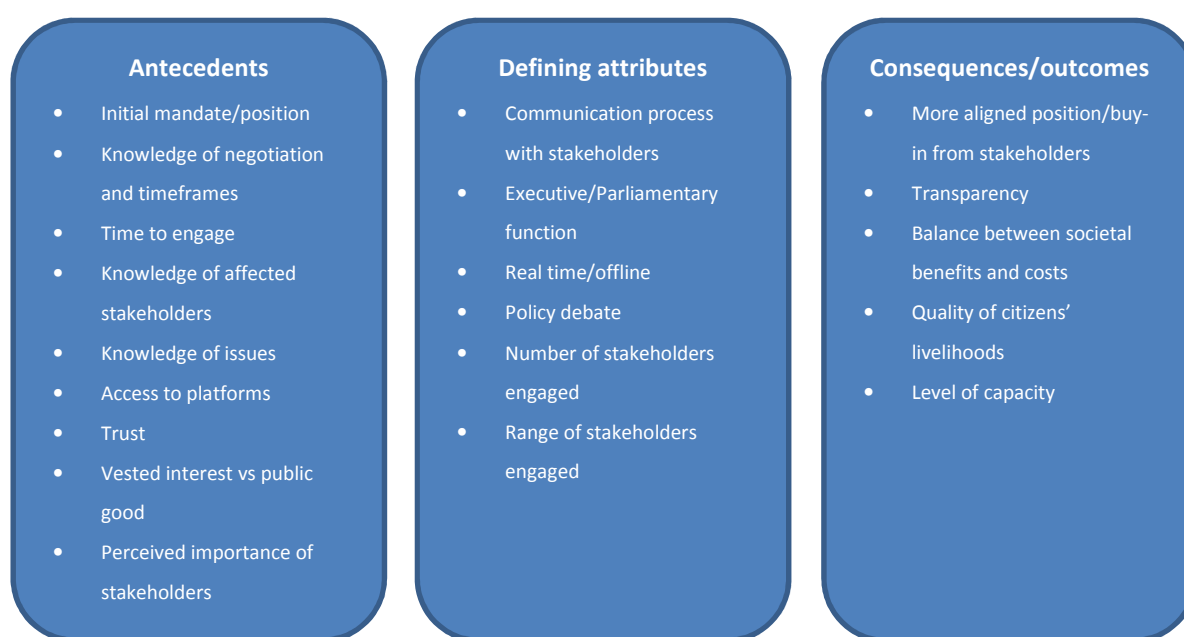 Antecedents
• Initial mandate/position
• Knowledge of negotiation
and timeframes
• Time to engage
• Knowledge of affected
stakeholders
• Knowledge of issues
• Access to platforms
• Trust
• Vested interest vs public
good
• Perceived importance of
stakeholders
Defining attributes
• Communication process
with stakeholders
• Executive/Parliamentary
function
• Real time/offline
• Policy debate
• Number of stakeholders
engaged
• Range of stakeholders
engaged
Consequences/outcomes
• More aligned position/buy-
in from stakeholders
• Transparency
• Balance between societal
benefits and costs
• Quality of citizens’
livelihoods
• Level of capacity